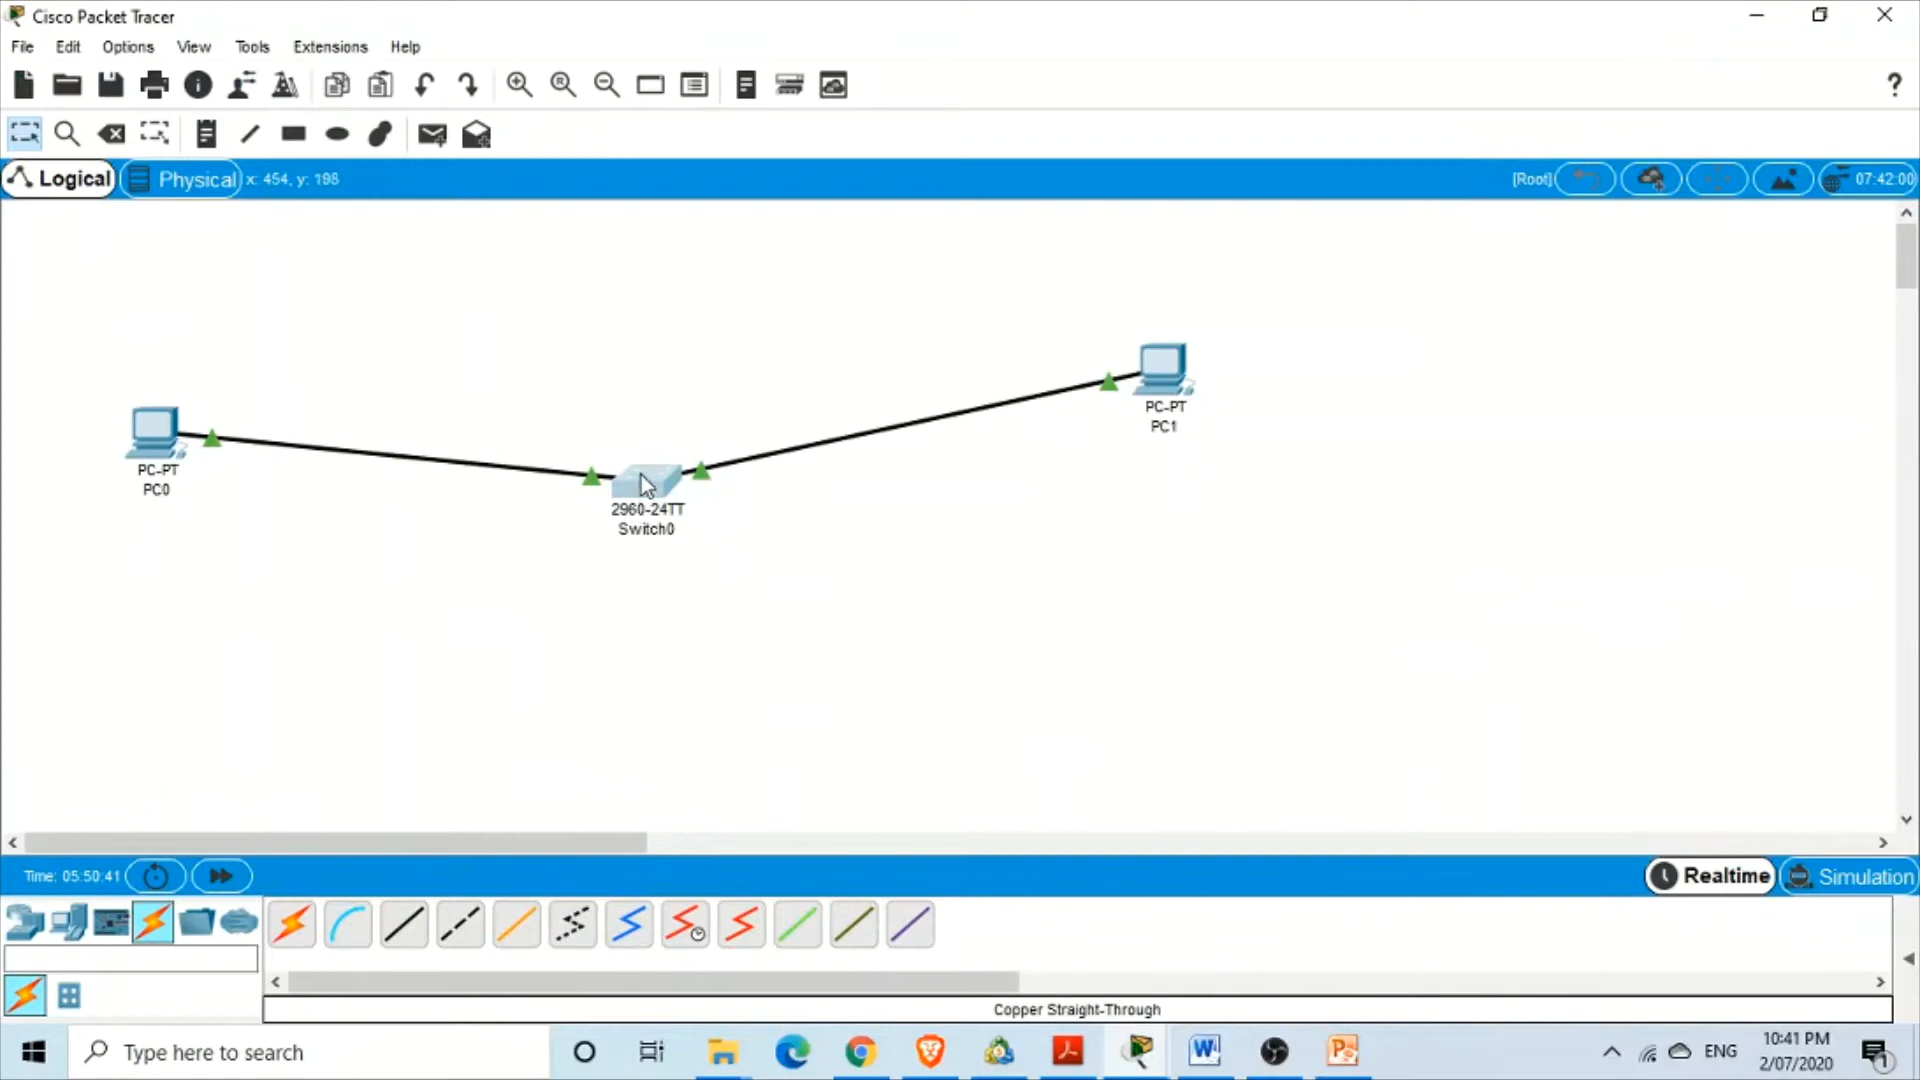 Cisco Packet Tracer
File Edit Options View Tools Extensions Help
?
Logical Physical x: 454, y: 198 [Root] 07:42:00
PC-PT
PC1
PC-PT
PC0
2960-24TT
Switch0
Time: 05:50:41 Realtime Simulation
Copper Straight-Through
Type here to search
ENG
10:41 PM
2/07/2020
1